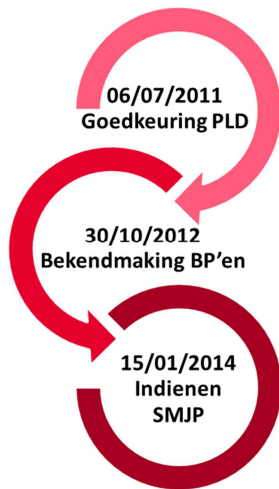 06/07/2011
Goedkeuring PLD
30/10/2012
Bekendmaking BP’en
15/01/2014
Indienen
SMJP